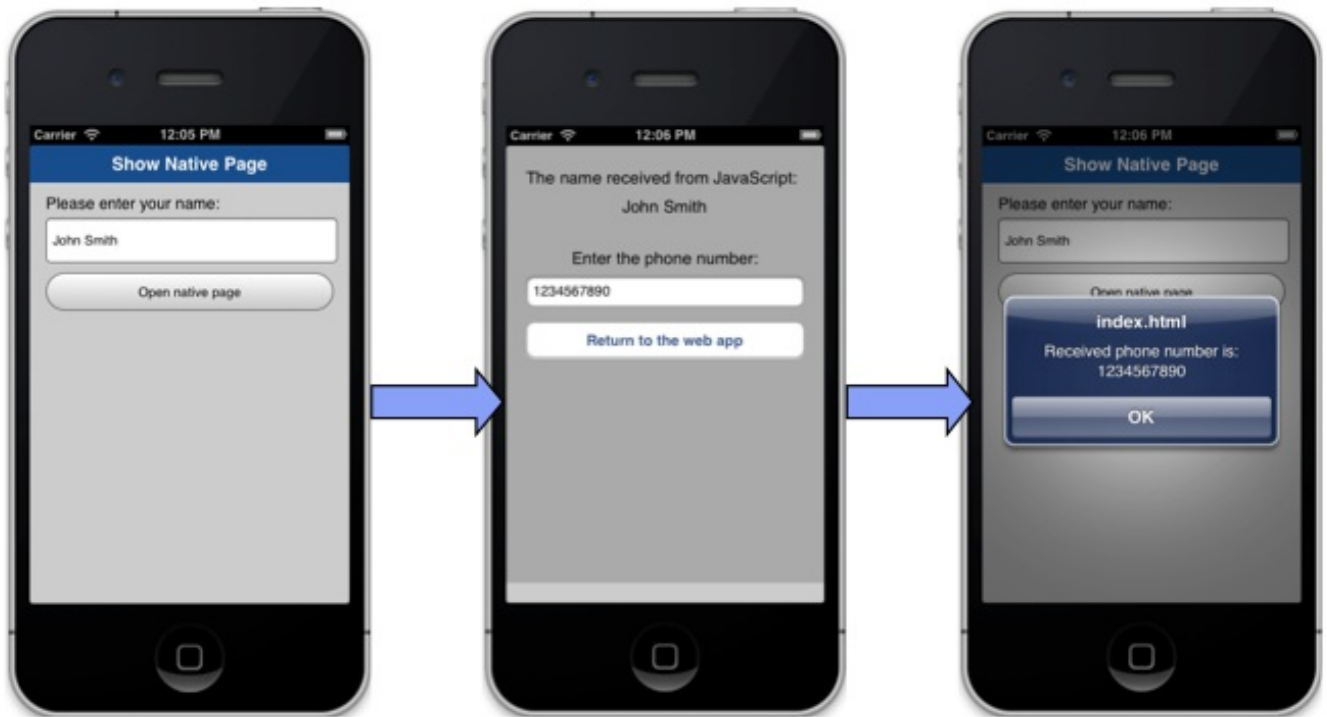 Carrier 12:05 PM
Show Native Page
Please enter your name:
John Smith
Open native page
Carrier 12:06 PM
The name received from JavaScript:
John Smith
Enter the phone number:
1234567890
Return to the web app
Carrier 12:06 PM
Show Native Page
Please enter your name:
John Smith
Open native page
index.html
Received phone number is:
1234567890
OK